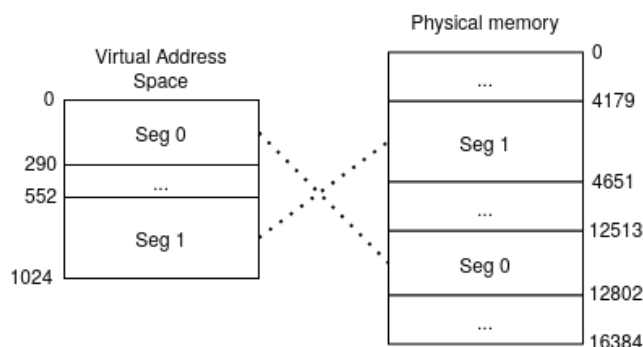 Physical memory
Virtual Address
Space
0
0
...
4179
Seg 0
Seg 1
290
...
4651
552
...
Seg 1
12513
Seg 0
1024
12802
...
16384